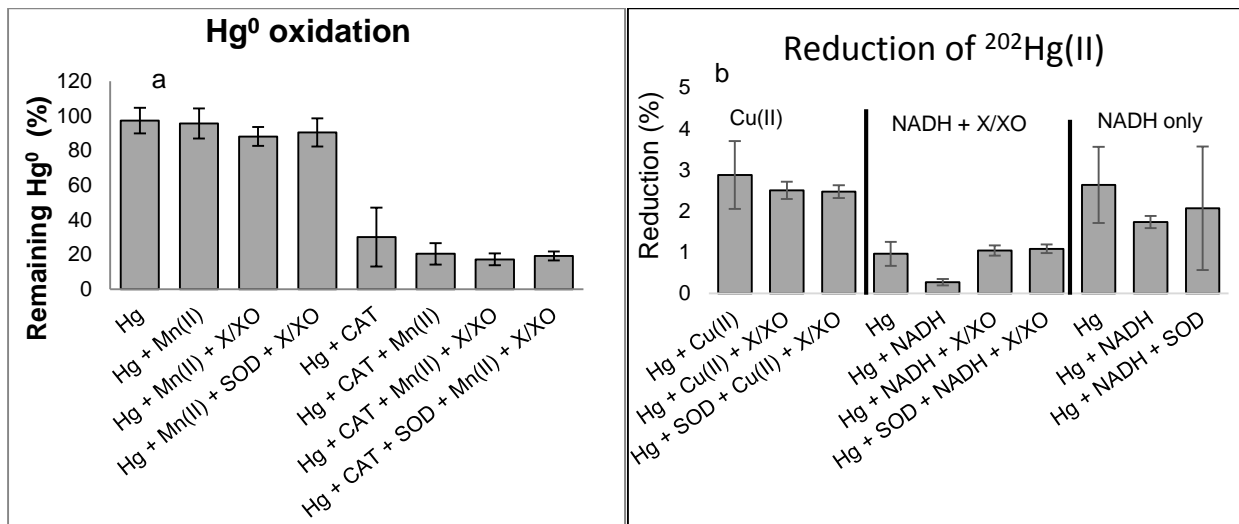 Hg⁰ oxidation
a
Remaining Hg⁰ (%)
120
100
80
60
40
20
0
Hg
Hg + Mn(II)
Hg + Mn(II) + X/XO
Hg + Mn(II) + SOD + X/XO
Hg + CAT
Hg + CAT + Mn(II)
Hg + CAT + Mn(II) + X/XO
Hg + CAT + SOD + Mn(II) + X/XO
Reduction of ²⁰²Hg(II)
b
Reduction (%)
5
4
3
2
1
0
Cu(II)
NADH + X/XO
NADH only
Hg + Cu(II)
Hg + Cu(II) + X/XO
Hg + SOD + Cu(II) + X/XO
Hg
Hg + NADH
Hg + NADH + X/XO
Hg + SOD + NADH + X/XO
Hg
Hg + NADH
Hg + NADH + SOD